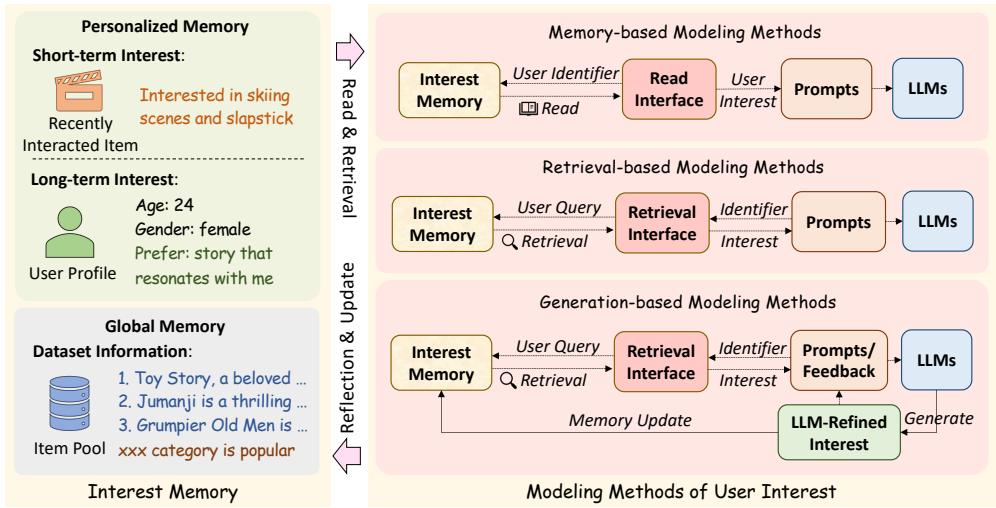 Personalized Memory
Short-term Interest:
Interested in skiing
scenes and slapstick
Recently
Interacted Item
Long-term Interest:
Age: 24
Gender: female
Prefer: story that
resonates with me
User Profile
Global Memory
Dataset Information:
1. Toy Story, a beloved ...
2. Jumanji is a thrilling ...
3. Grumpier Old Men is ...
xxx category is popular
Item Pool
Interest Memory
Read & Retrieval
Reflection & Update
Memory-based Modeling Methods
Interest
Memory
User Identifier
Read
Read
Interface
User
Interest
Prompts
LLMs
Retrieval-based Modeling Methods
Interest
Memory
User Query
Retrieval
Retrieval
Interface
Identifier
Interest
Prompts
LLMs
Generation-based Modeling Methods
Interest
Memory
User Query
Retrieval
Retrieval
Interface
Identifier
Interest
Prompts/
Feedback
LLMs
Memory Update
LLM-Refined
Interest
Generate
Modeling Methods of User Interest